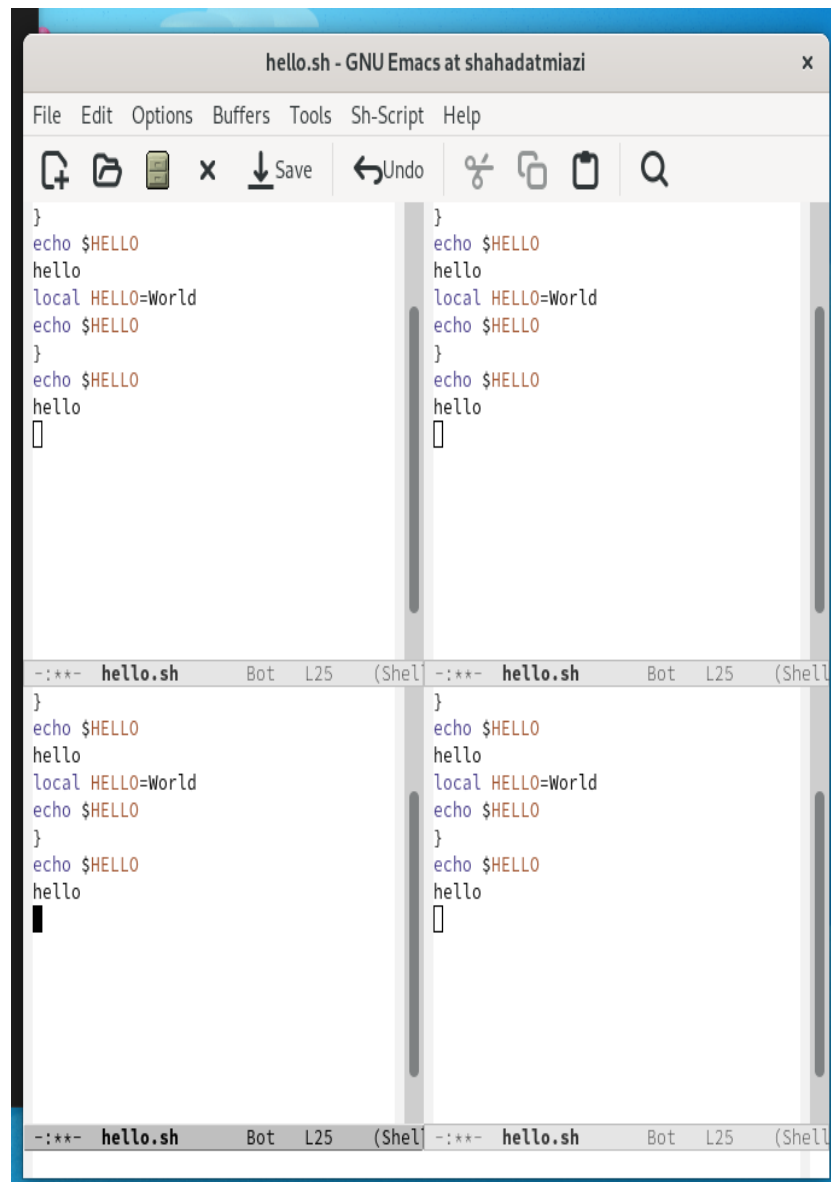 hello.sh - GNU Emacs at shahadatmiazi x
File Edit Options Buffers Tools Sh-Script Help
Save Undo
}
echo $HELLO
hello
local HELLO=World
echo $HELLO
}
echo $HELLO
hello
-:**- hello.sh Bot L25 (Shel
}
echo $HELLO
hello
local HELLO=World
echo $HELLO
}
echo $HELLO
hello
-:**- hello.sh Bot L25 (Shell
}
echo $HELLO
hello
local HELLO=World
echo $HELLO
}
echo $HELLO
hello
-:**- hello.sh Bot L25 (Shel
}
echo $HELLO
hello
local HELLO=World
echo $HELLO
}
echo $HELLO
hello
-:**- hello.sh Bot L25 (Shell